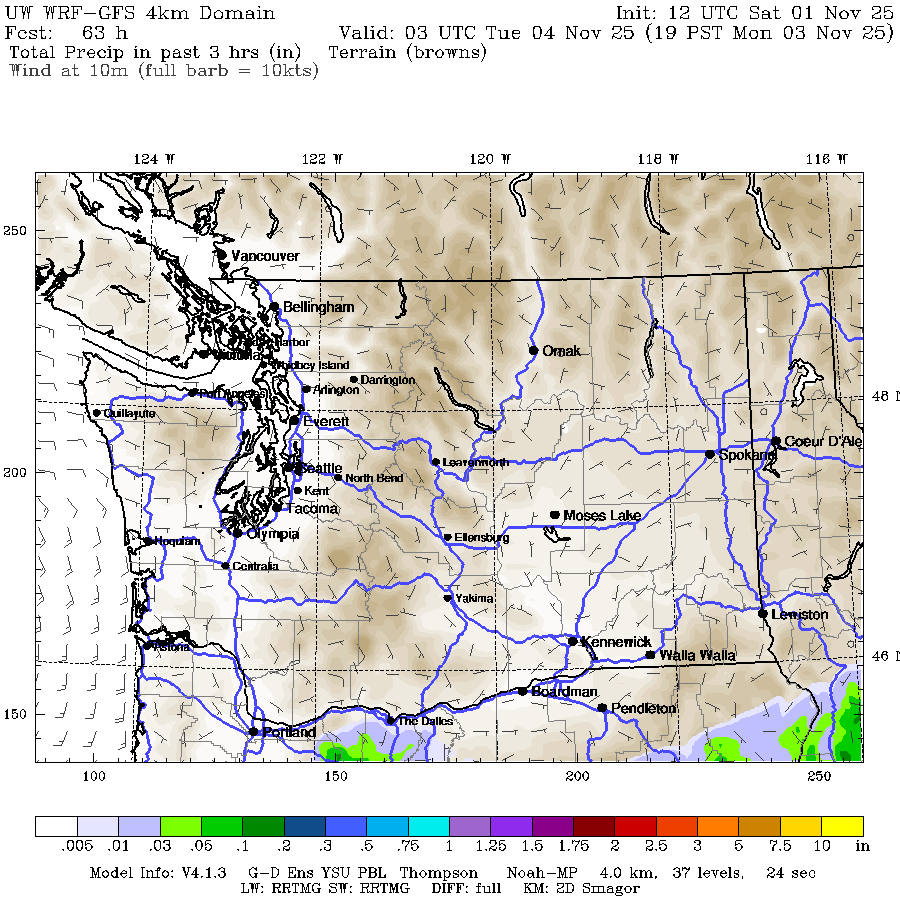 UW WRF-GFS 4km Domain Init: 12 UTC Sat 01 Nov 25
Fcst: 63 h Valid: 03 UTC Tue 04 Nov 25 (19 PST Mon 03 Nov 25)
Total Precip in past 3 hrs (in) Terrain (browns)
Wind at 10m (full barb = 10kts)
124 W 122 W 120 W 118 W 116 W
250
Vancouver
Bellingham
Harbor
Victoria
Whidbey Island
Omak
Darrington
Arlington
Port Angeles
48 N
Quillayute
Everett
Coeur D'Ale
Spokane
Leavenworth
200
Seattle
North Bend
Kent
Tacoma
Moses Lake
Olympia
Ellensburg
Hoquiam
Centralia
Yakima
Lewiston
Kennewick
Astoria
Walla Walla
46 N
Boardman
Pendleton
150
The Dalles
Portland
100 150 200 250
.005 .01 .03 .05 .1 .2 .3 .5 .75 1 1.25 1.5 1.75 2 2.5 3 5 7.5 10 in
Model Info: V4.1.3 G-D Ens YSU PBL Thompson Noah-MP 4.0 km, 37 levels, 24 sec
LW: RRTMG SW: RRTMG DIFF: full KM: 2D Smagor